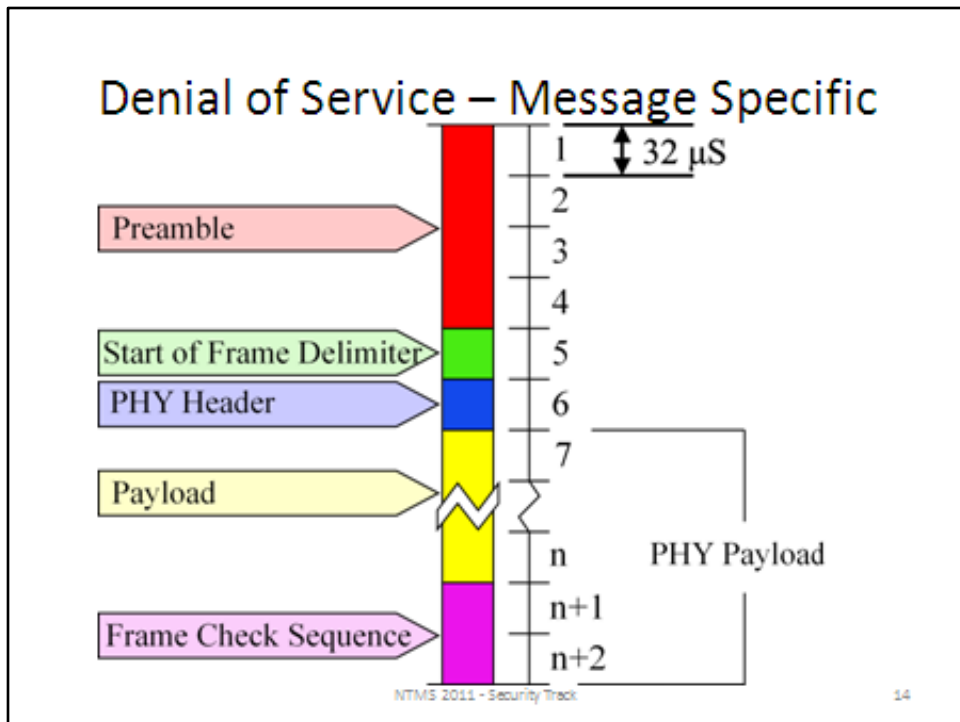 Denial of Service – Message Specific
1
32 μS
2
Preamble
3
4
Start of Frame Delimiter
5
PHY Header
6
7
Payload
n
PHY Payload
n+1
Frame Check Sequence
n+2
NTMS 2011 - Security Track
14